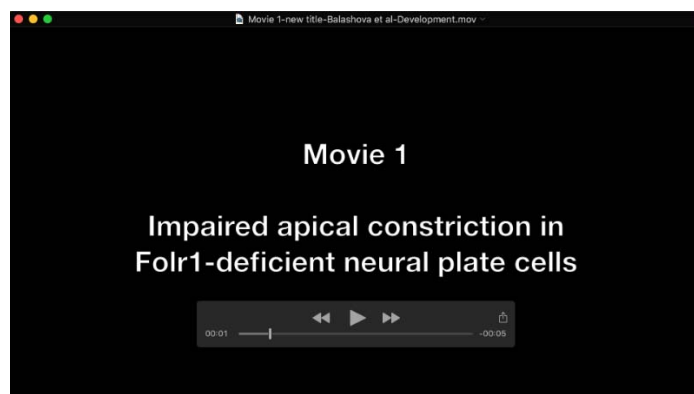 Movie 1-new title-Balashova et al-Development.mov
Movie 1
Impaired apical constriction in
Folr1-deficient neural plate cells
00:01 -00:05